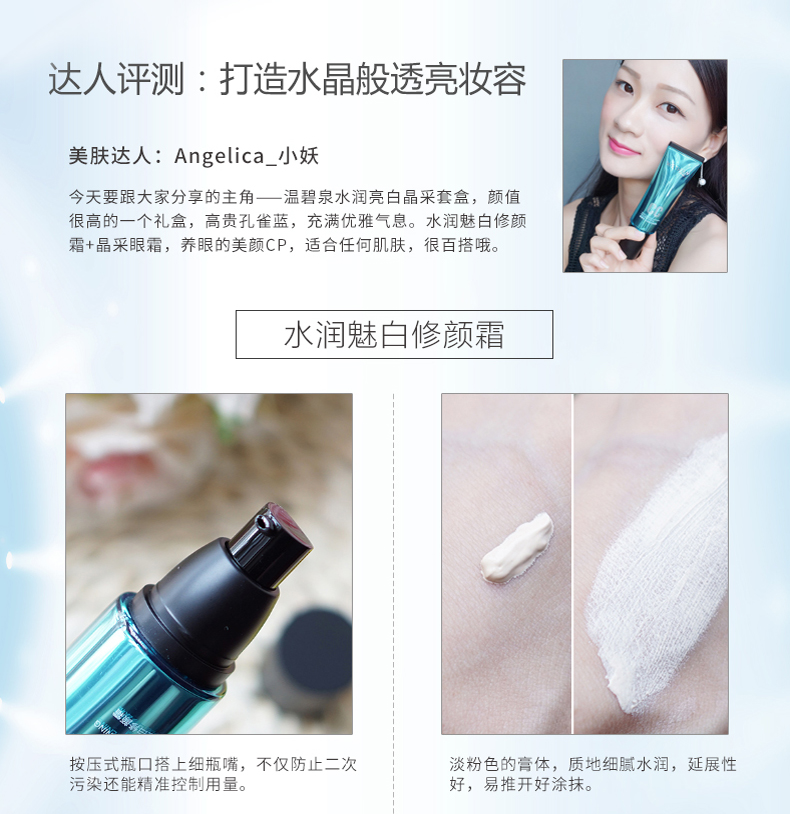 达人评测：打造水晶般透亮妆容
美肤达人：Angelica_小妖
今天要跟大家分享的主角——温碧泉水润亮白晶采套盒，颜值
很高的一个礼盒，高贵孔雀蓝，充满优雅气息。水润魅白修颜
霜+晶采眼霜，养眼的美颜CP，适合任何肌肤，很百搭哦。
水润魅白修颜霜
按压式瓶口搭上细瓶嘴，不仅防止二次
污染还能精准控制用量。
淡粉色的膏体，质地细腻水润，延展性
好，易推开好涂抹。